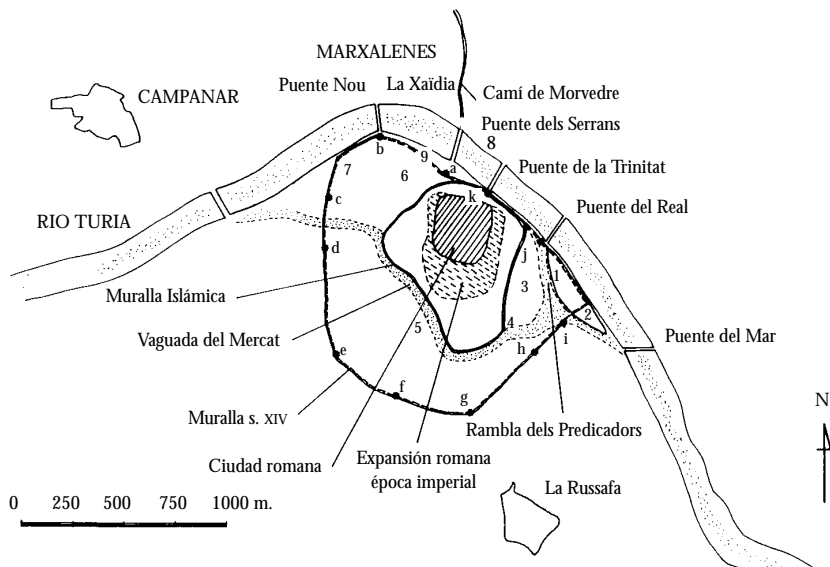 MARXALENES
Puente Nou
La Xaïdia
Camí de Morvedre
CAMPANAR
Puente dels Serrans
8
b
9
a
Puente de la Trinitat
7
6
c
k
Puente del Real
RIO TURIA
d
j
1
Muralla Islámica
3
2
Vaguada del Mercat
5
4
i
Puente del Mar
e
h
f
g
N
Muralla s. XIV
Rambla dels Predicadors
Ciudad romana
Expansión romana
época imperial
La Russafa
0 250 500 750 1000 m.